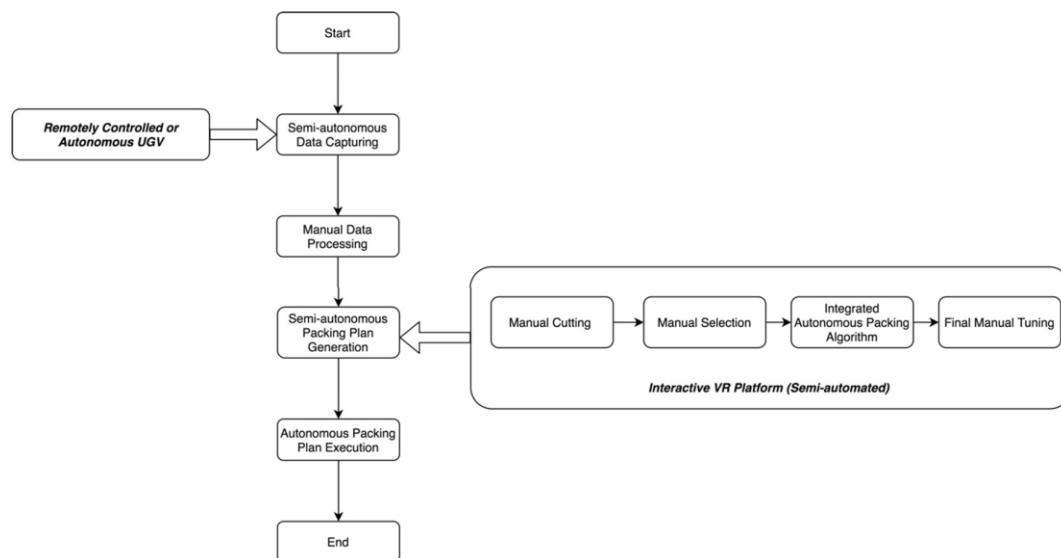 Start
Remotely Controlled or
Autonomous UGV
Semi-autonomous
Data Capturing
Manual Data
Processing
Semi-autonomous
Packing Plan
Generation
Manual Cutting
Manual Selection
Integrated
Autonomous Packing
Algorithm
Final Manual Tuning
Interactive VR Platform (Semi-automated)
Autonomous Packing
Plan Execution
End